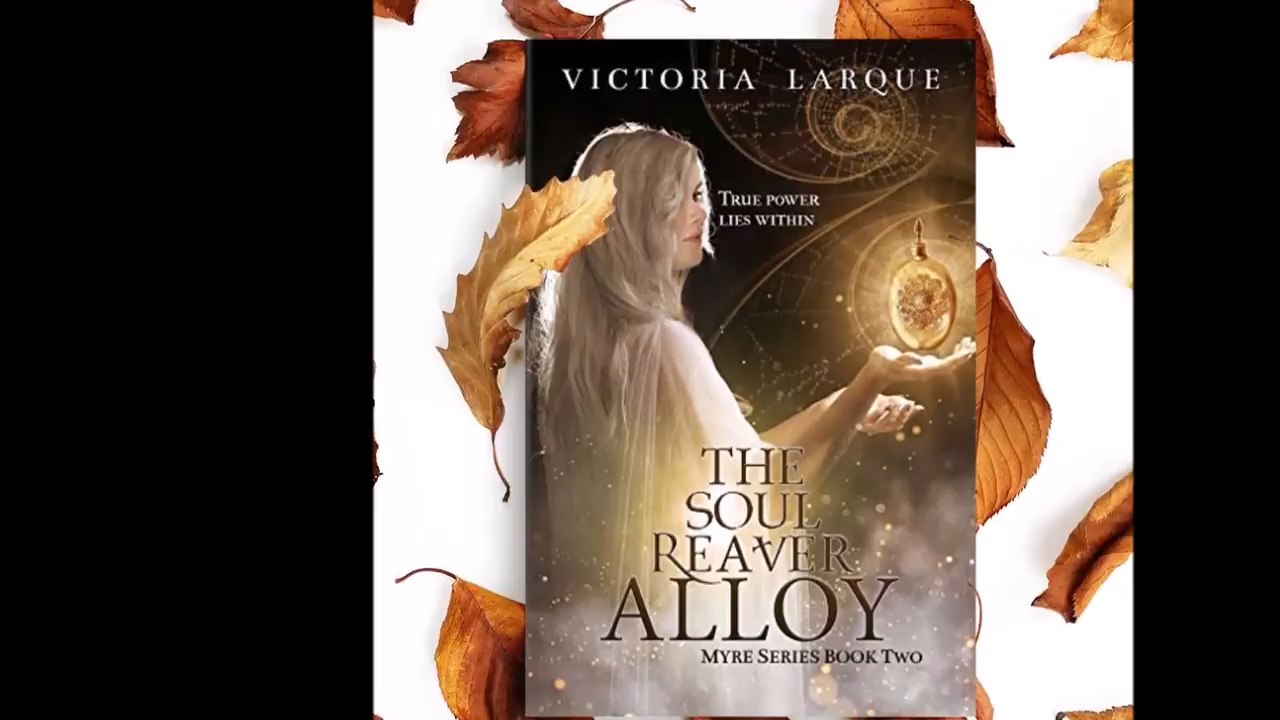 VICTORIA LARQUE
TRUE POWER
LIES WITHIN
THE
SOUL
REAVER
ALLOY
MYRE SERIES BOOK TWO